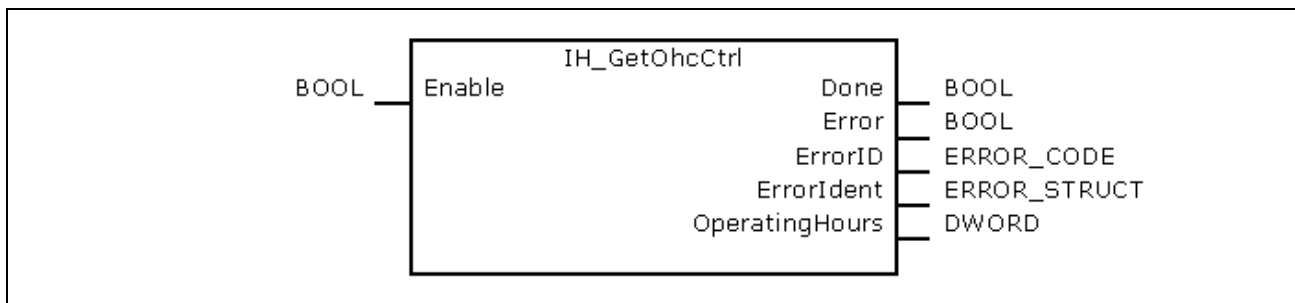 IH_GetOhcCtrl
BOOL Enable Done BOOL
Error BOOL
ErrorID ERROR_CODE
ErrorIdent ERROR_STRUCT
OperatingHours DWORD